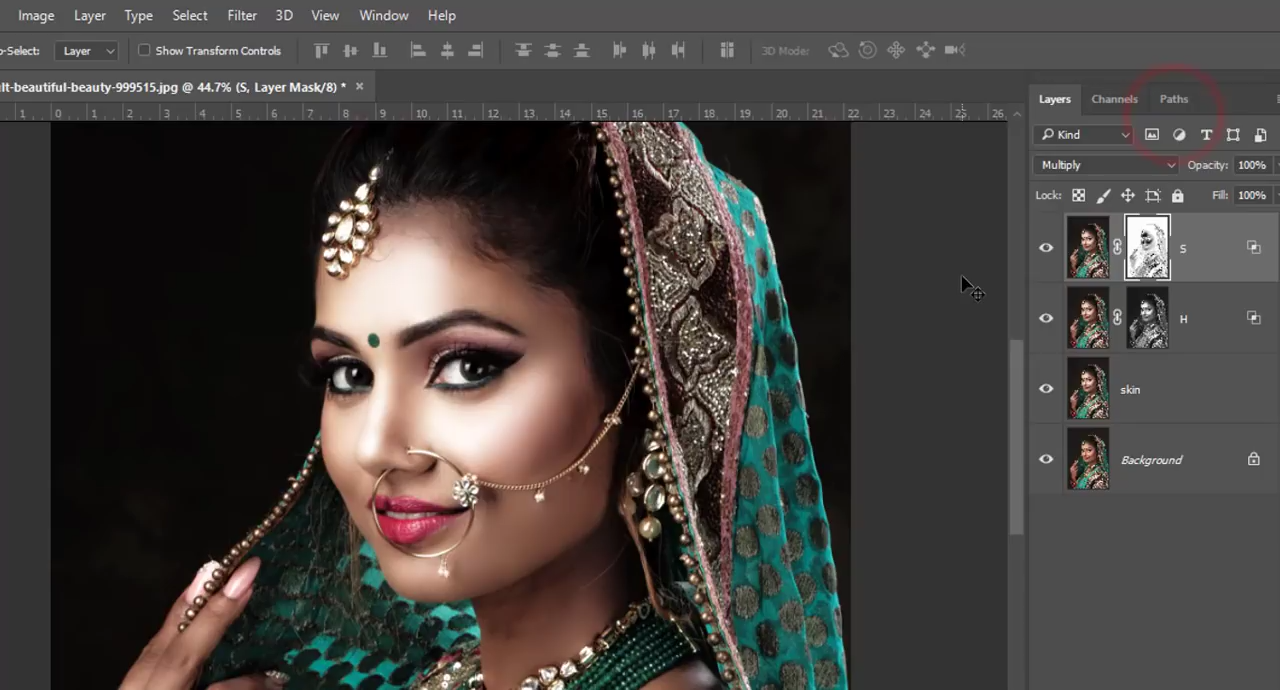 Image Layer Type Select Filter 3D View Window Help
o-Select: Layer Show Transform Controls 3D Mode:
lt-beautiful-beauty-999515.jpg @ 44.7% (S, Layer Mask/8) *
1 0 1 2 3 4 5 6 7 8 9 10 11 12 13 14 15 16 17 18 19 20 21 22 23 24 25 26
Layers Channels Paths
Kind
Multiply Opacity: 100%
Lock: Fill: 100%
S
H
skin
Background